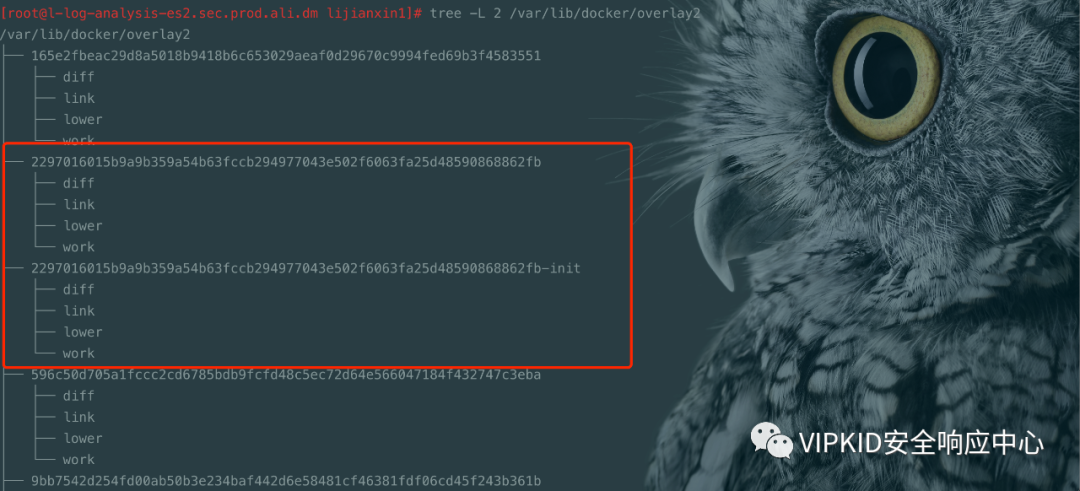 [root@l-log-analysis-es2.sec.prod.ali.dm lijianxin1]# tree -L 2 /var/lib/docker/overlay2
/var/lib/docker/overlay2
├── 165e2fbeac29d8a5018b9418b6c653029aeaf0d29670c9994fed69b3f4583551
│   ├── diff
│   ├── link
│   ├── lower
│   └── work
├── 2297016015b9a9b359a54b63fccb294977043e502f6063fa25d48590868862fb
│   ├── diff
│   ├── link
│   ├── lower
│   └── work
├── 2297016015b9a9b359a54b63fccb294977043e502f6063fa25d48590868862fb-init
│   ├── diff
│   ├── link
│   ├── lower
│   └── work
├── 596c50d705a1fccc2cd6785bdb9fcfd48c5ec72d64e566047184f432747c3eba
│   ├── diff
│   ├── link
│   ├── lower
│   └── work
├── 9bb7542d254fd00ab50b3e234baf442d6e58481cf46381fdf06cd45f243b361b
VIPKID安全响应中心